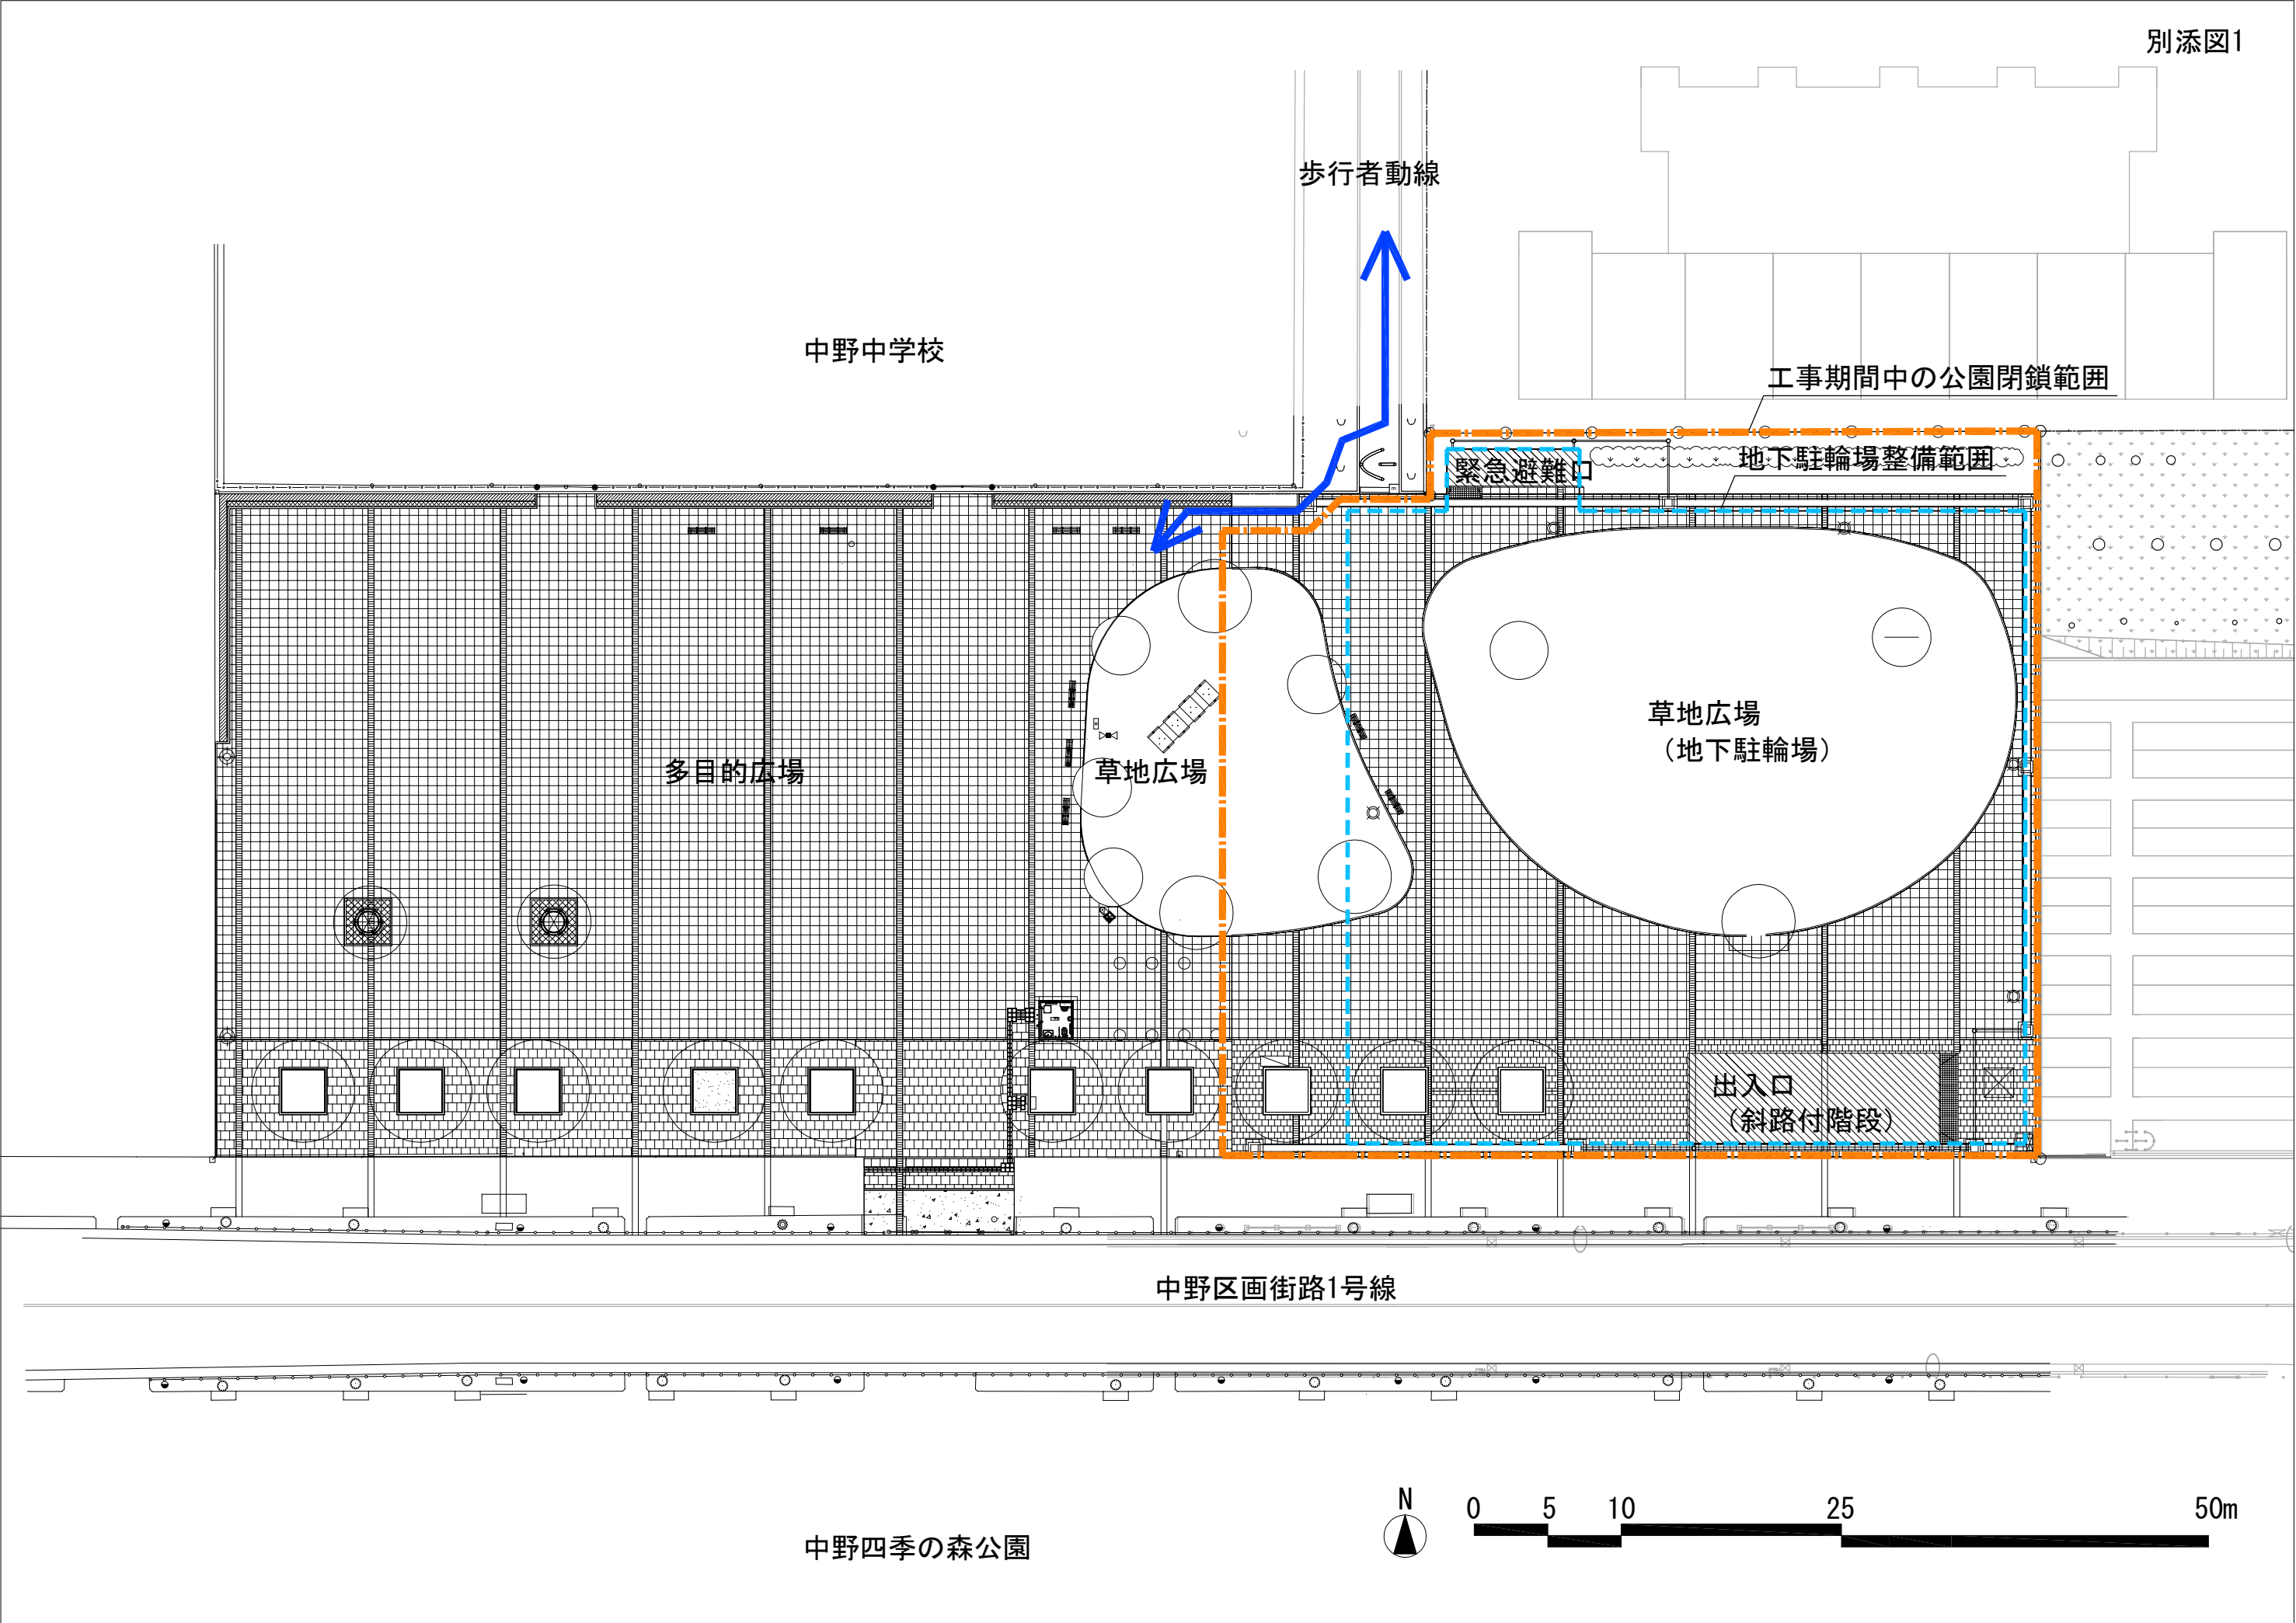 別添図1
歩行者動線
中野中学校
工事期間中の公園閉鎖範囲
緊急避難口
地下駐輪場整備範囲
草地広場
（地下駐輪場）
多目的広場
草地広場
出入口
（斜路付階段）
中野区画街路1号線
N
0 5 10 25 50m
中野四季の森公園